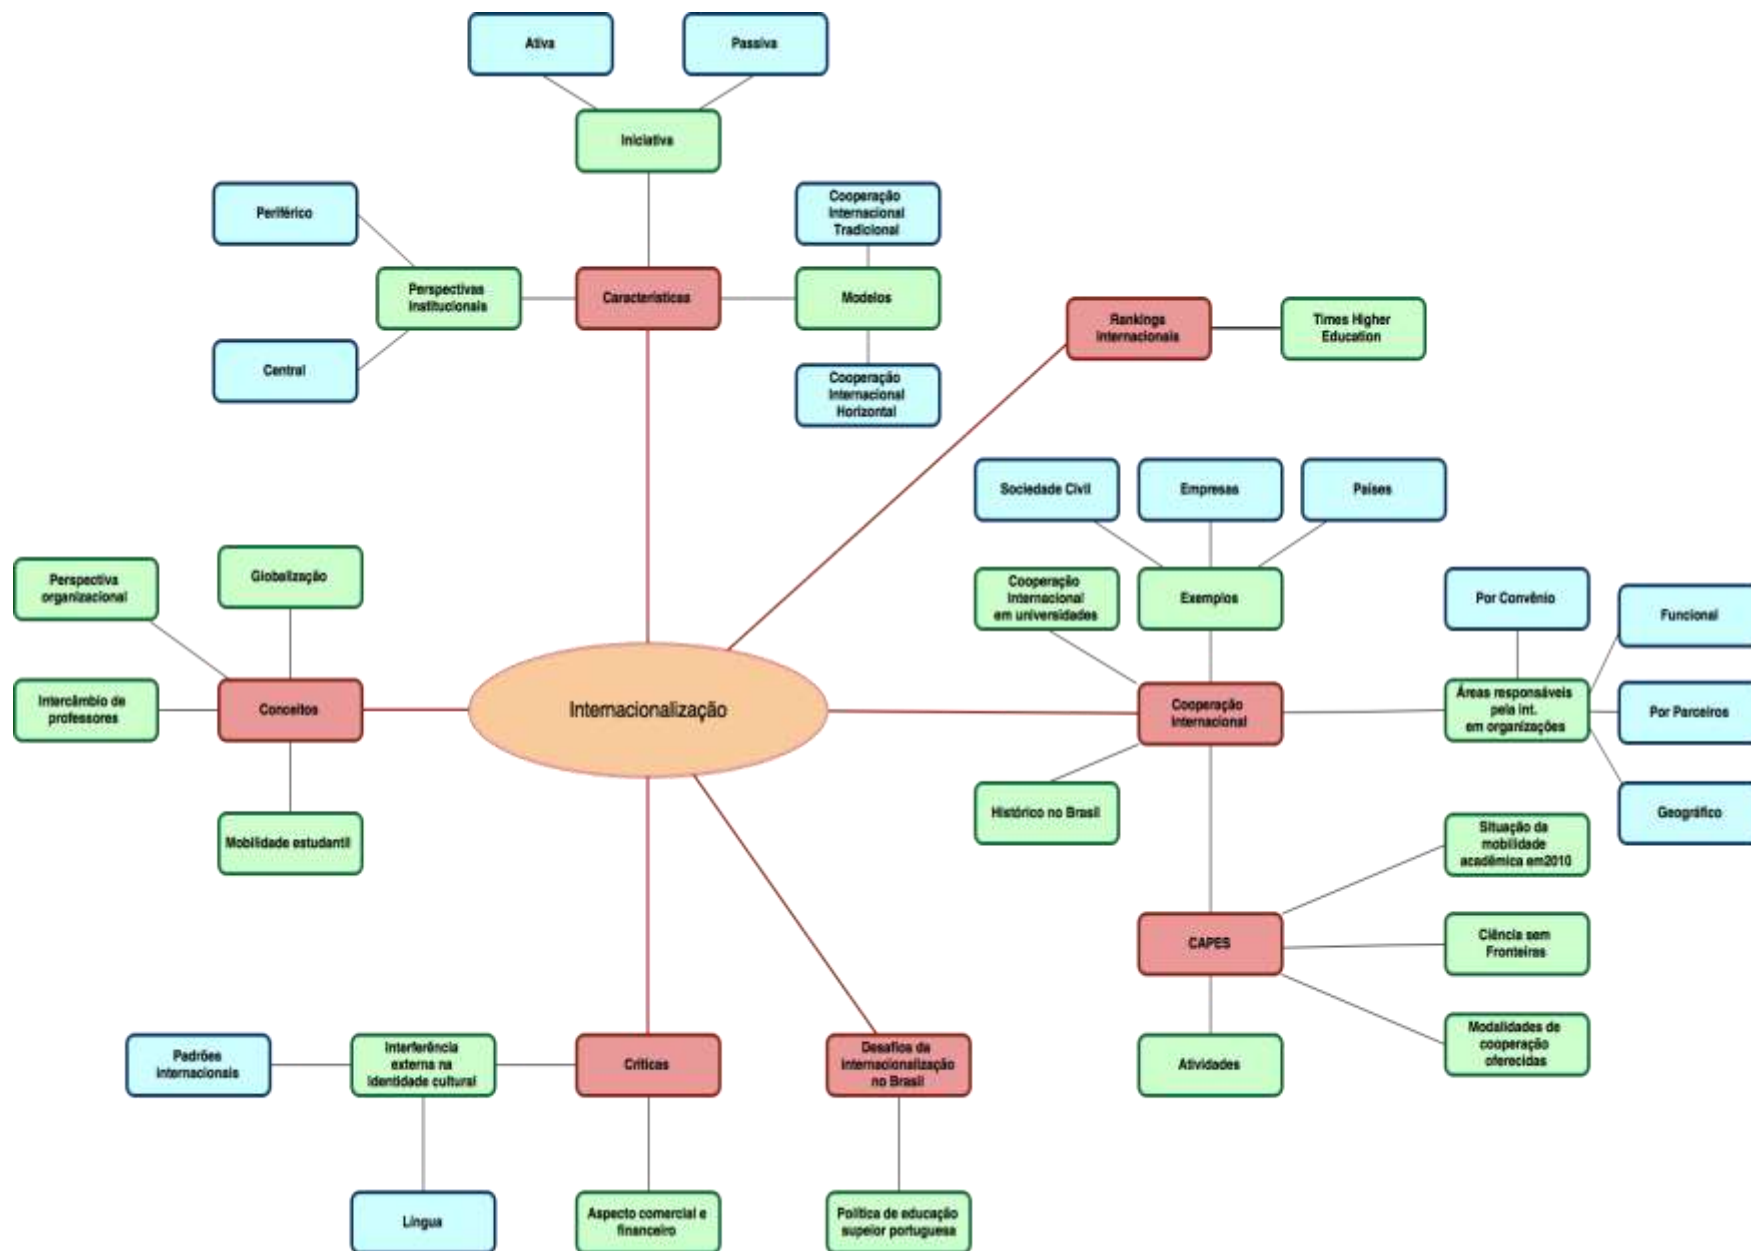 Ativa
Passiva
Iniciativa
Periférico
Cooperação
Internacional
Tradicional
Perspectivas
Institucionais
Características
Modelos
Central
Cooperação
Internacional
Horizontal
Rankings
Internacionais
Times Higher
Education
Sociedade Civil
Empresas
Países
Perspectiva
organizacional
Globalização
Cooperação
Internacional
em universidades
Exemplos
Por Convênio
Funcional
Intercâmbio de
professores
Conceitos
Internacionalização
Cooperação
Internacional
Áreas responsáveis
pela int.
em organizações
Por Parceiros
Mobilidade estudantil
Histórico no Brasil
Geográfico
Situação da
mobilidade
acadêmica em2010
CAPES
Ciência sem
Fronteiras
Padrões
internacionais
Interferência
externa na
identidade cultural
Críticas
Desafios da
internacionalização
no Brasil
Atividades
Modalidades de
cooperação
oferecidas
Língua
Aspecto comercial e
financeiro
Política de educação
supeior portuguesa